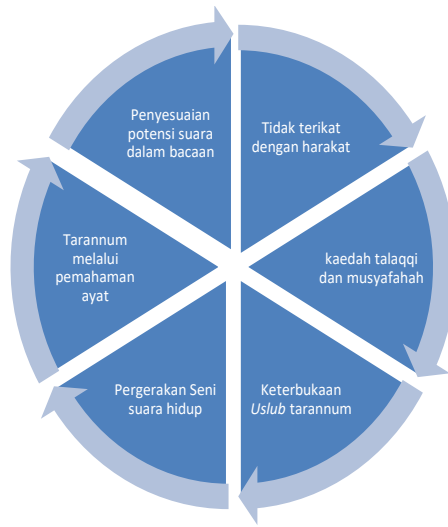 Penyesuaian
potensi suara
dalam bacaan
Tidak terikat
dengan harakat
kaedah talaqqi
dan musyafahah
Keterbukaan
Uslub tarannum
Pergerakan Seni
suara hidup
Tarannum
melalui
pemahaman
ayat